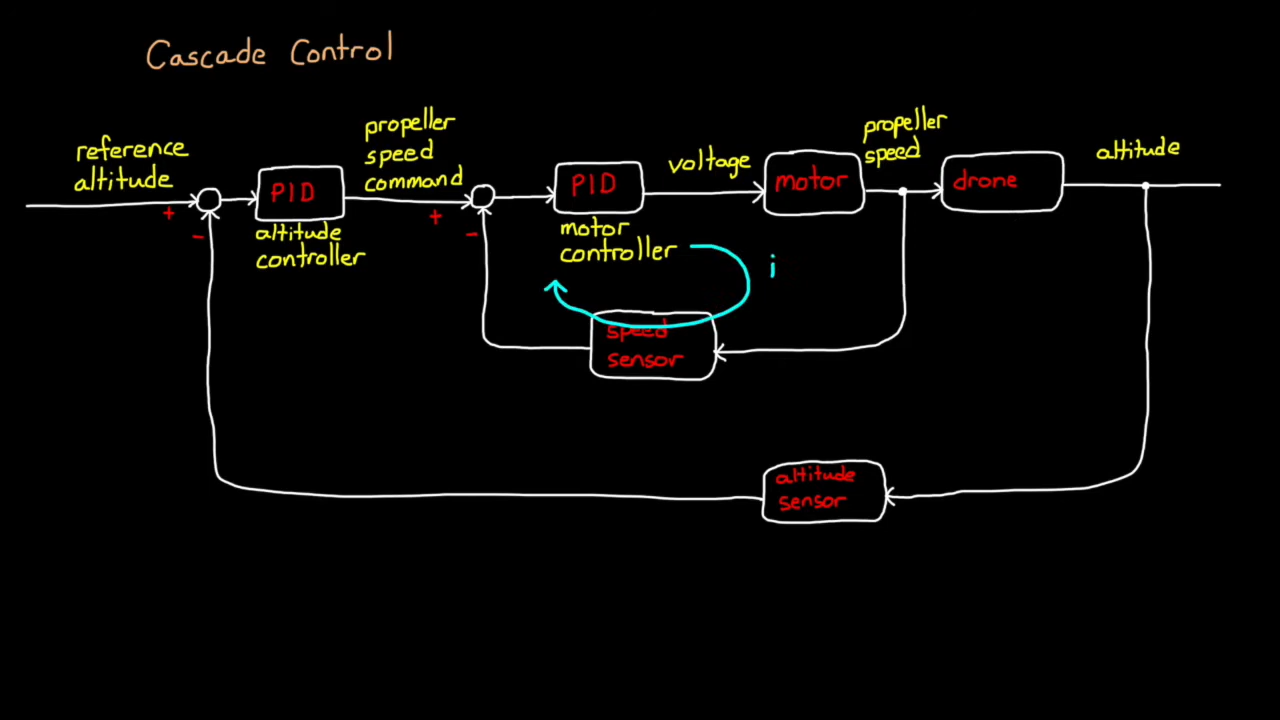 Cascade Control
reference
altitude
+
-
PID
altitude
controller
propeller
speed
command
+
-
PID
motor
controller
voltage
motor
propeller
speed
drone
altitude
i
speed
sensor
altitude
sensor